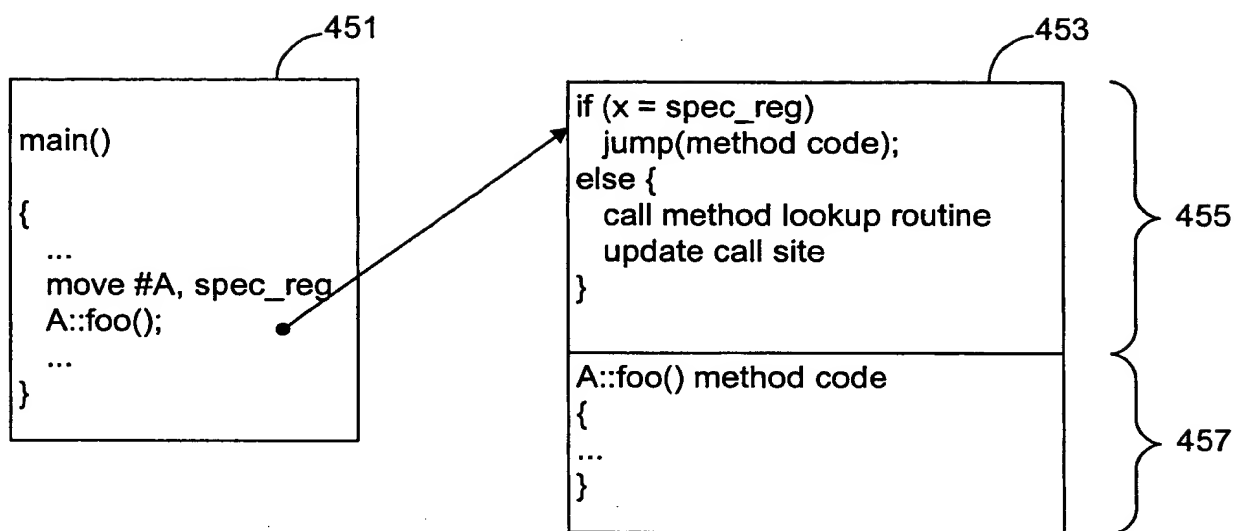 451
main()
{
...
move #A, spec_reg
A::foo();
...
}
453
if (x = spec_reg)
jump(method code);
else {
call method lookup routine
update call site
}
455
A::foo() method code
{
...
}
457